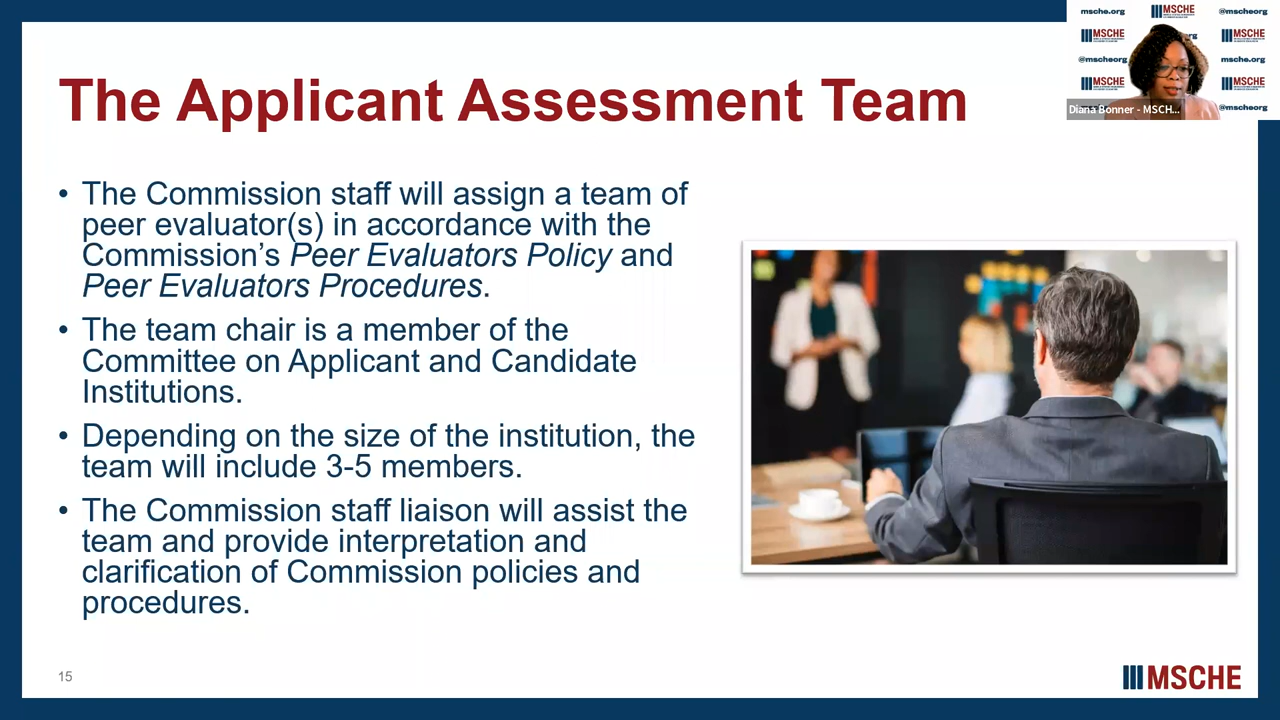 The Applicant Assessment Team
• The Commission staff will assign a team of
peer evaluator(s) in accordance with the
Commission’s Peer Evaluators Policy and
Peer Evaluators Procedures.
• The team chair is a member of the
Committee on Applicant and Candidate
Institutions.
• Depending on the size of the institution, the
team will include 3-5 members.
• The Commission staff liaison will assist the
team and provide interpretation and
clarification of Commission policies and
procedures.
15
MSCHE
msche.org
MSCHE
@mscheorg
MSCHE
MSCHE
@mscheorg
msche.org
MSCHE
MSCHE
Diana Bonner - MSCH...
@mscheorg